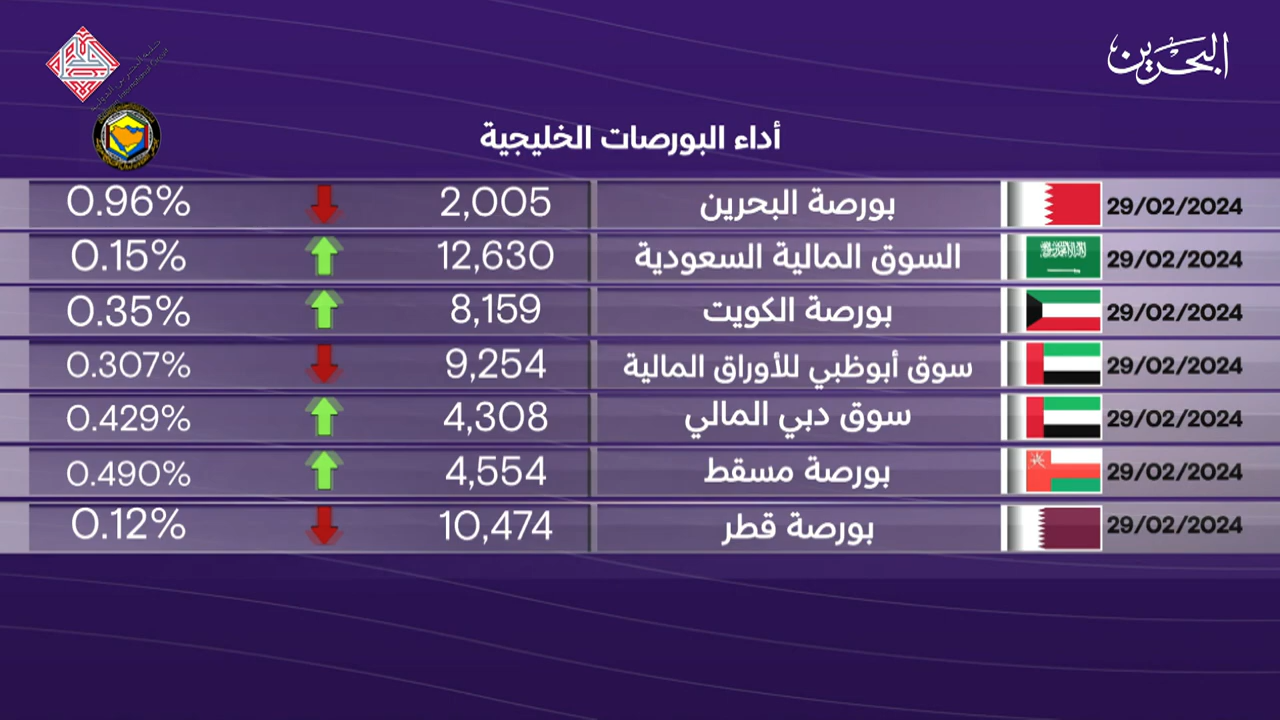 البحرين
أداء البورصات الخليجية
29/02/2024 بورصة البحرين 2,005 0.96%
29/02/2024 السوق المالية السعودية 12,630 0.15%
29/02/2024 بورصة الكويت 8,159 0.35%
29/02/2024 سوق أبوظبي للأوراق المالية 9,254 0.307%
29/02/2024 سوق دبي المالي 4,308 0.429%
29/02/2024 بورصة مسقط 4,554 0.490%
29/02/2024 بورصة قطر 10,474 0.12%